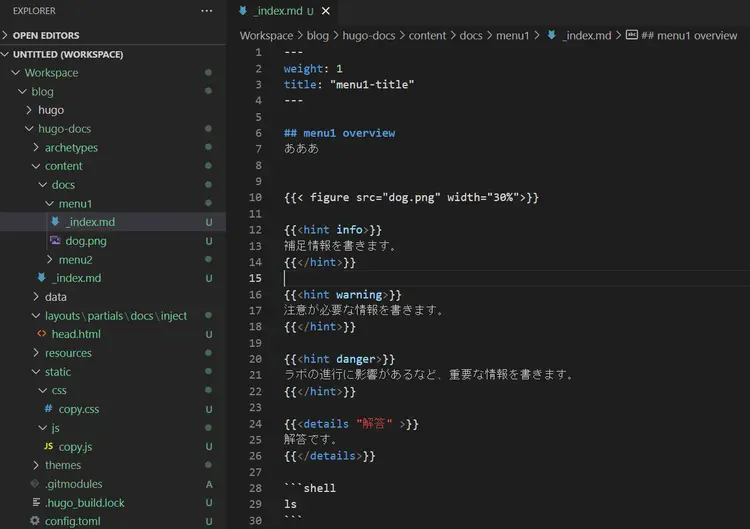 EXPLORER
OPEN EDITORS
UNTITLED (WORKSPACE)
Workspace
blog
hugo
hugo-docs
archetypes
content
docs
menu1
_index.md U
dog.png U
menu2
_index.md U
data
layouts\partials\docs\inject
head.html U
resources
static
css
copy.css U
js
JS copy.js U
themes
.gitmodules A
.hugo_build.lock U
config.toml U
_index.md U
Workspace > blog > hugo-docs > content > docs > menu1 > _index.md > ## menu1 overview
1 ---
2 weight: 1
3 title: "menu1-title"
4 ---
5
6 ## menu1 overview
7 あああ
8
9
10 {{< figure src="dog.png" width="30%">}}
11
12 {{<hint info>}}
13 補足情報を書きます。
14 {{</hint>}}
15
16 {{<hint warning>}}
17 注意が必要な情報を書きます。
18 {{</hint>}}
19
20 {{<hint danger>}}
21 ラボの進行に影響があるなど、重要な情報を書きます。
22 {{</hint>}}
23
24 {{<details "解答" >}}
25 解答です。
26 {{</details>}}
27
28 ```shell
29 ls
30 ```